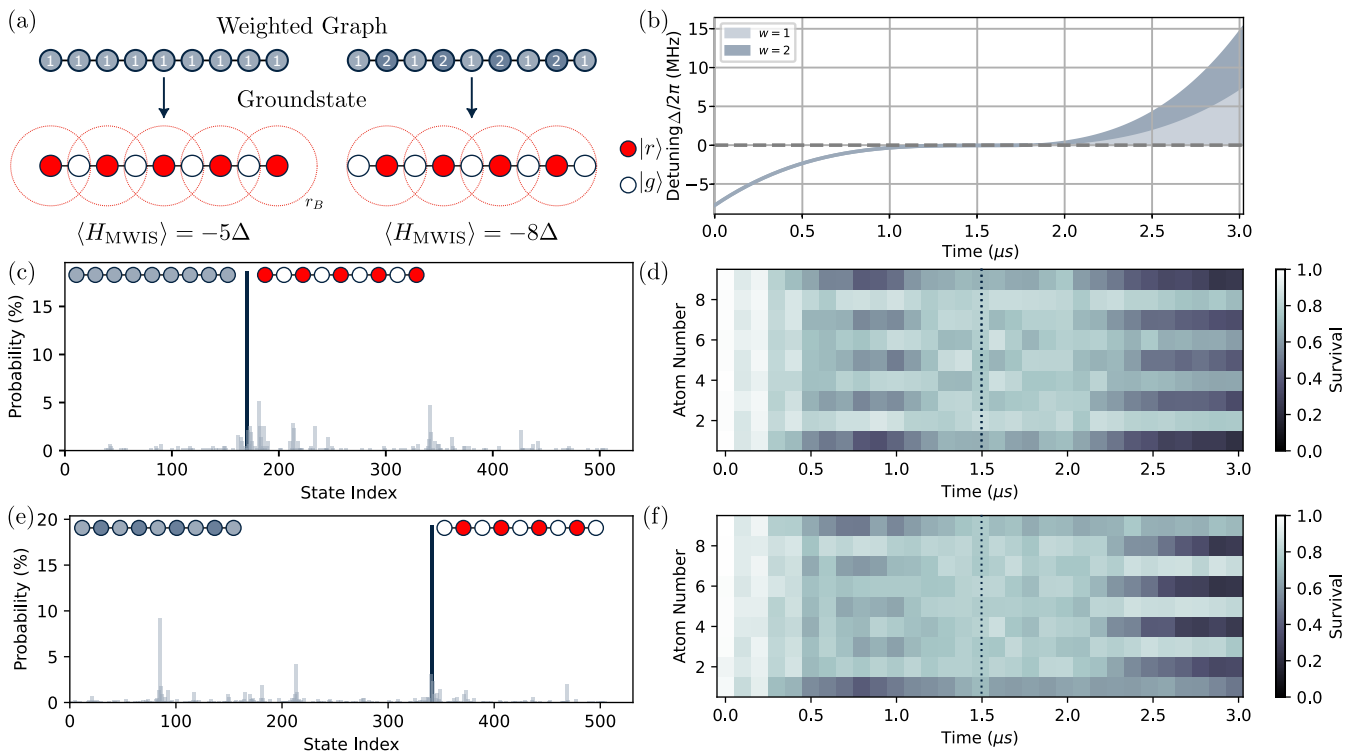 (a)
Weighted Graph
1 1 1 1 1 1 1 1 1
1 2 1 2 1 2 1 2 1
Groundstate
|r⟩
|g⟩
r_B
⟨H_MWIS⟩ = −5Δ
⟨H_MWIS⟩ = −8Δ
(b)
w = 1
w = 2
Detuning Δ/2π (MHz)
15
10
5
0
−5
0.0 0.5 1.0 1.5 2.0 2.5 3.0
Time (μs)
(c)
Probability (%)
15
10
5
0
0 100 200 300 400 500
State Index
(d)
Atom Number
8
6
4
2
0.0 0.5 1.0 1.5 2.0 2.5 3.0
Time (μs)
1.0
0.8
0.6
0.4
0.2
0.0
Survival
(e)
Probability (%)
20
15
10
5
0
0 100 200 300 400 500
State Index
(f)
Atom Number
8
6
4
2
0.0 0.5 1.0 1.5 2.0 2.5 3.0
Time (μs)
1.0
0.8
0.6
0.4
0.2
0.0
Survival